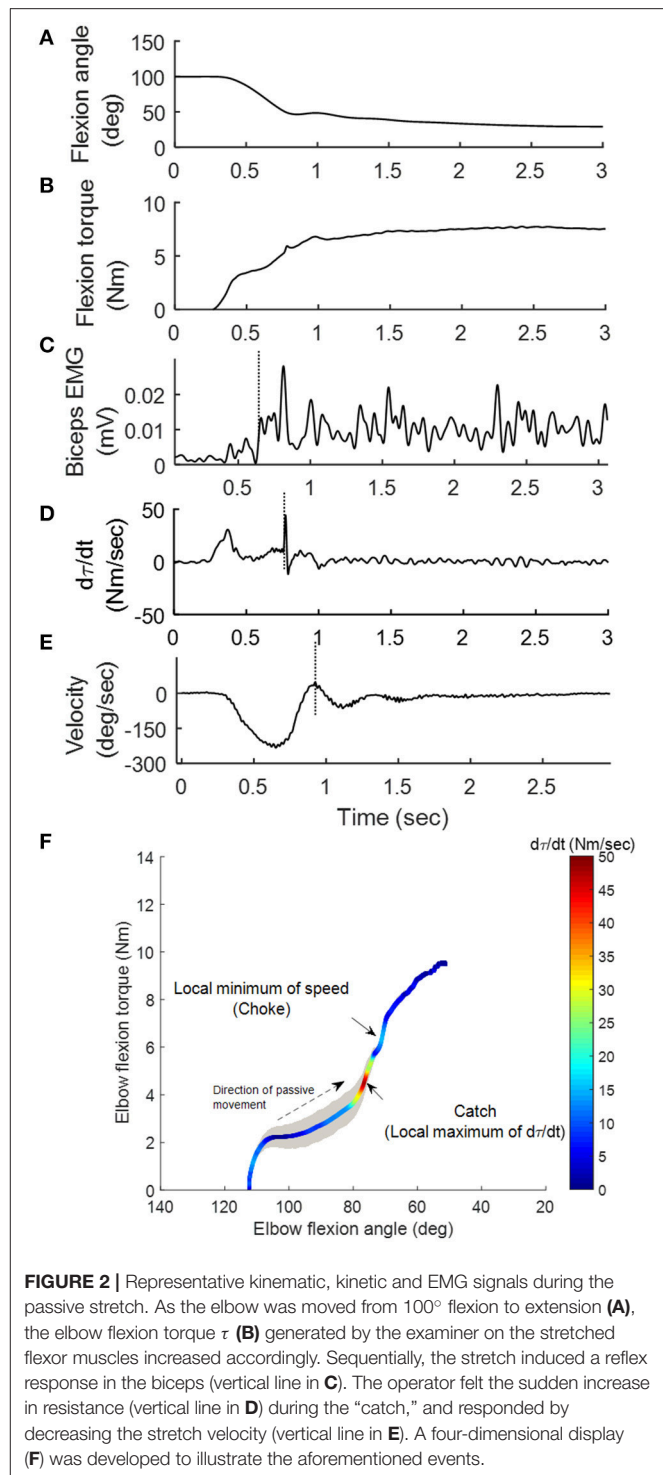 A
Flexion angle
(deg)
150
100
50
0
0 0.5 1 1.5 2 2.5 3
B
Flexion torque
(Nm)
10
5
0
0 0.5 1 1.5 2 2.5 3
C
Biceps EMG
(mV)
0.02
0.01
0
0.5 1 1.5 2 2.5 3
D
dτ/dt
(Nm/sec)
50
0
-50
0 0.5 1 1.5 2 2.5 3
E
Velocity
(deg/sec)
0
-150
-300
0 0.5 1 1.5 2 2.5
Time (sec)
F
dτ/dt (Nm/sec)
Elbow flexion torque (Nm)
14
12
10
8
6
4
2
0
140 120 100 80 60 40 20
Elbow flexion angle (deg)
Local minimum of speed
(Choke)
Direction of passive
movement
Catch
(Local maximum of dτ/dt)
50
45
40
35
30
25
20
15
10
5
0
FIGURE 2 | Representative kinematic, kinetic and EMG signals during the
passive stretch. As the elbow was moved from 100° flexion to extension (A),
the elbow flexion torque τ (B) generated by the examiner on the stretched
flexor muscles increased accordingly. Sequentially, the stretch induced a reflex
response in the biceps (vertical line in C). The operator felt the sudden increase
in resistance (vertical line in D) during the “catch,” and responded by
decreasing the stretch velocity (vertical line in E). A four-dimensional display
(F) was developed to illustrate the aforementioned events.